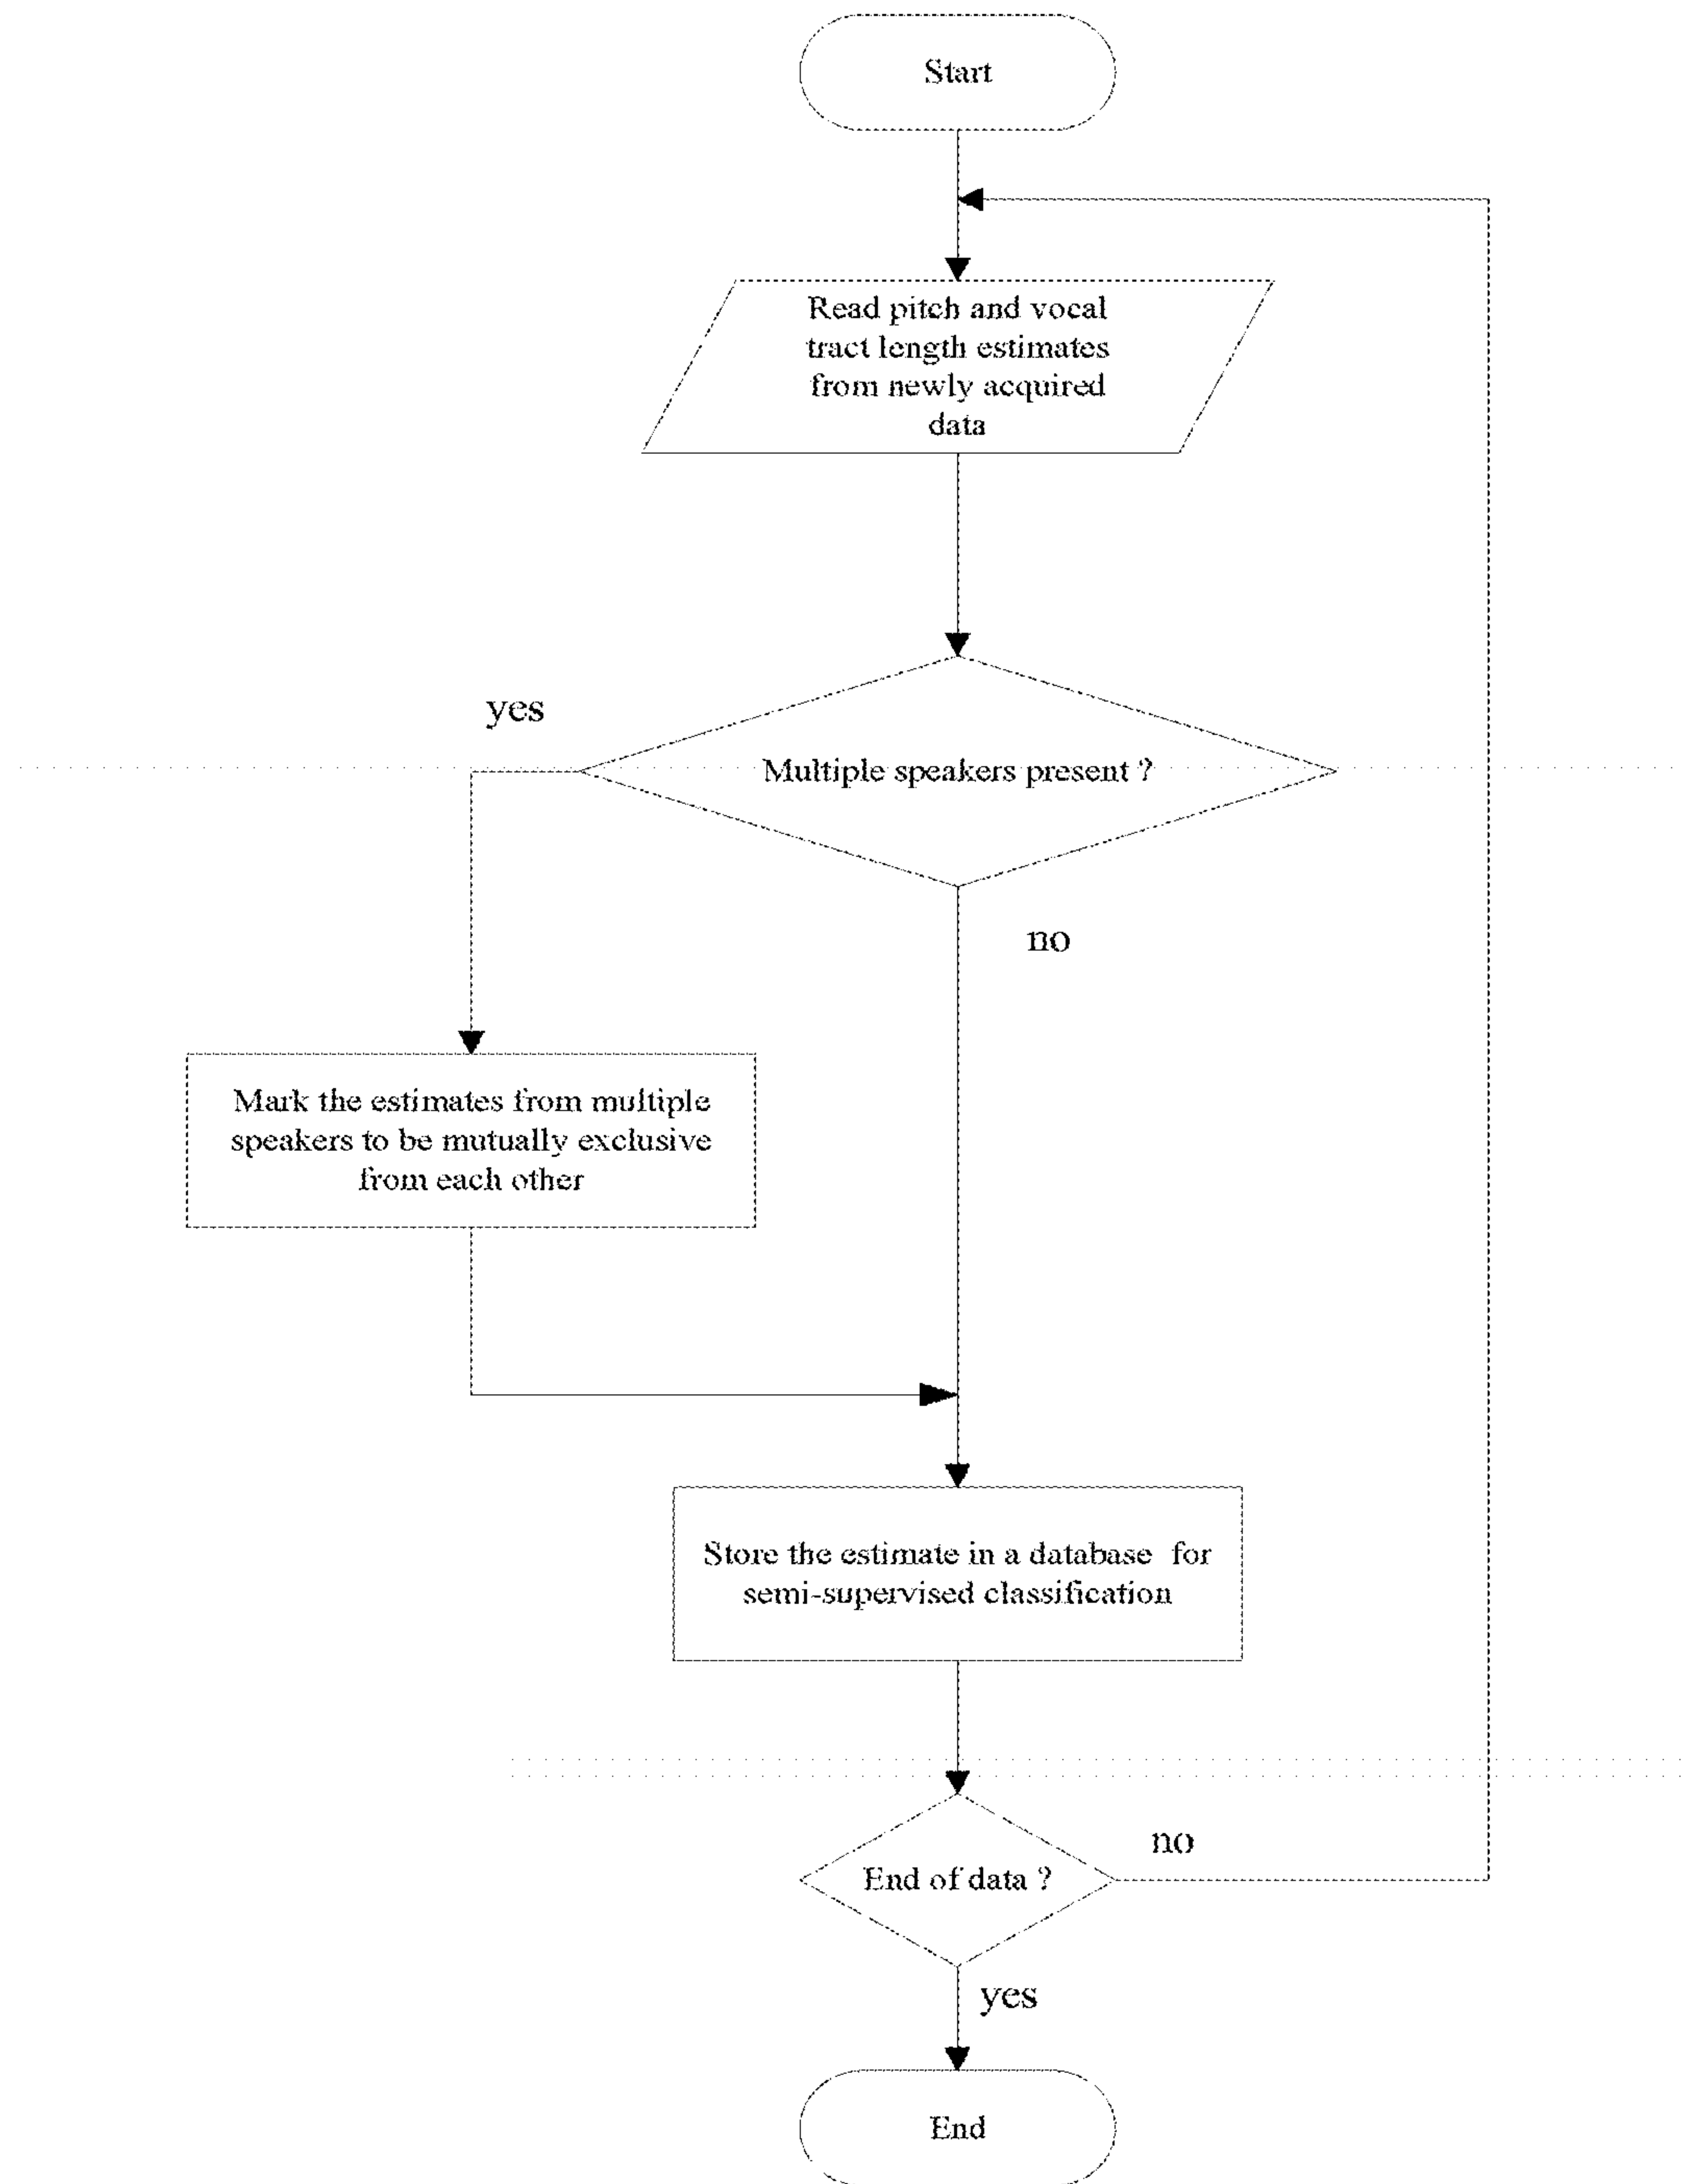 Start
Read pitch and vocal
tract length estimates
from newly acquired
data
yes
Multiple speakers present ?
no
Mark the estimates from multiple
speakers to be mutually exclusive
from each other
Store the estimate in a database for
semi-supervised classification
no
End of data ?
yes
End